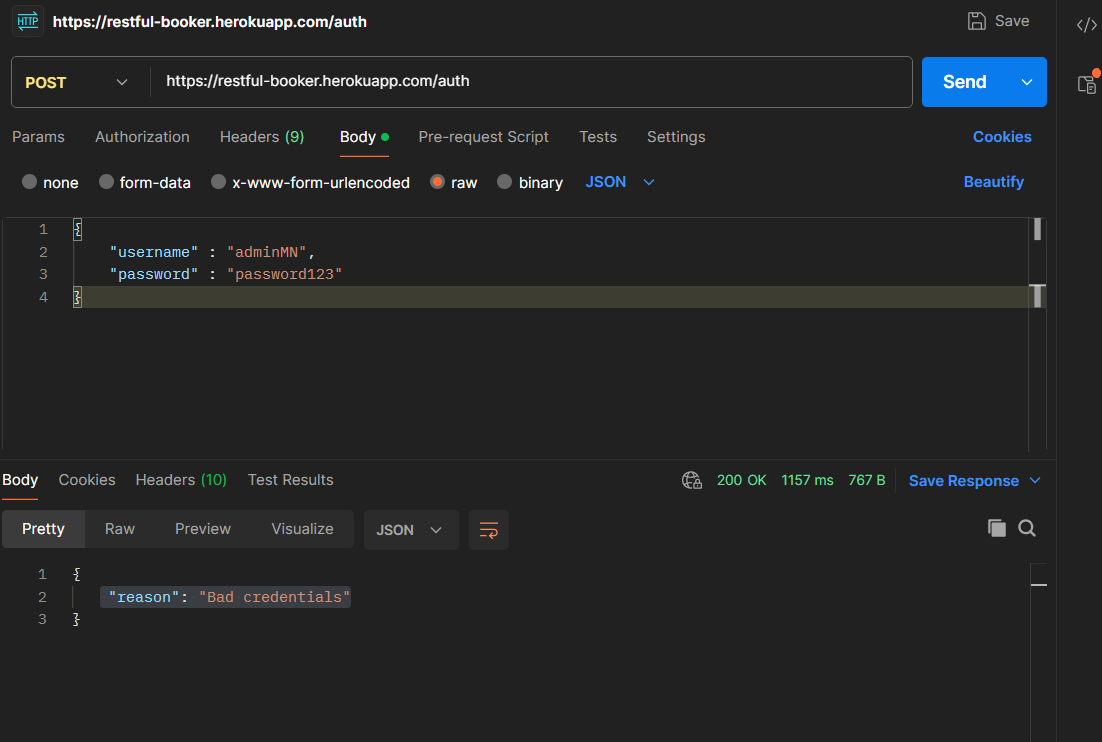 HTTP https://restful-booker.herokuapp.com/auth Save </>
POST https://restful-booker.herokuapp.com/auth Send
Params Authorization Headers (9) Body Pre-request Script Tests Settings Cookies
none form-data x-www-form-urlencoded raw binary JSON Beautify
1 {
2 "username" : "adminMN",
3 "password" : "password123"
4 }
Body Cookies Headers (10) Test Results 200 OK 1157 ms 767 B Save Response
Pretty Raw Preview Visualize JSON
1 {
2 "reason": "Bad credentials"
3 }